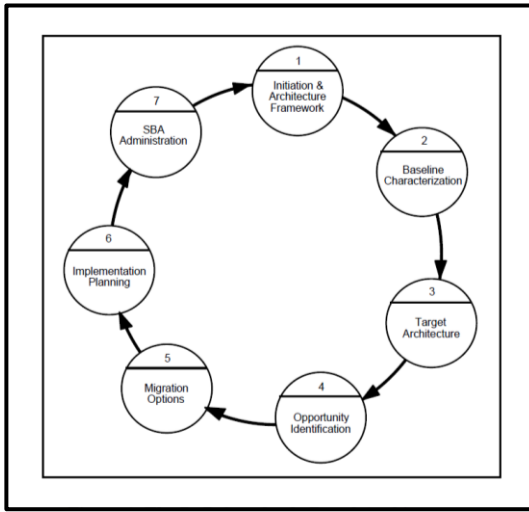 1
Initiation &
Architecture
Framework
2
Baseline
Characterization
3
Target
Architecture
4
Opportunity
Identification
5
Migration
Options
6
Implementation
Planning
7
SBA
Administration